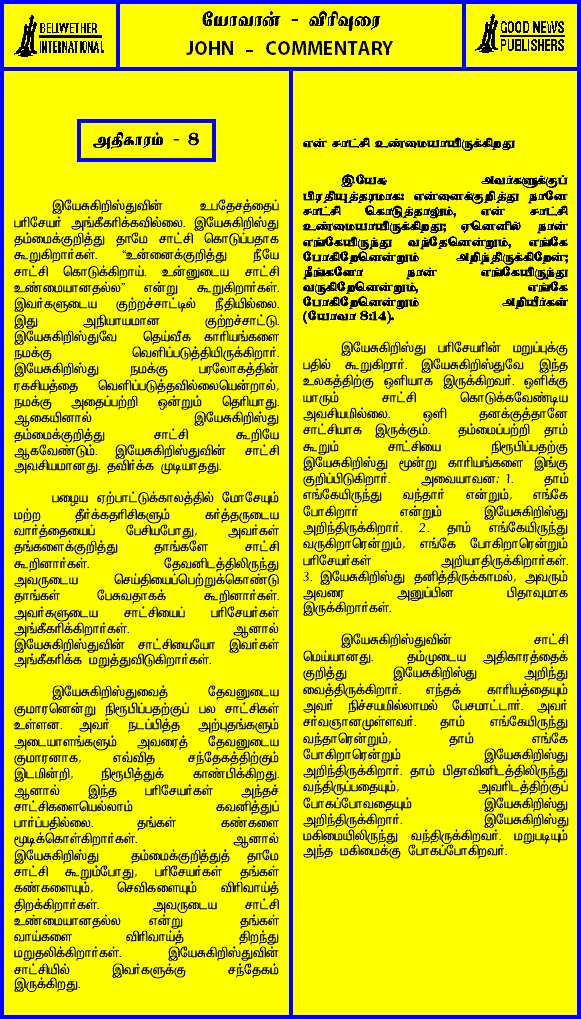 BELWETHER
INTERNATIONAL
யோவான் - விரிவுரை
JOHN - COMMENTARY
GOOD NEWS
PUBLISHERS
அதிகாரம் - 8
இயேசுகிறிஸ்துவின் உபதேசத்தைப்
பரிசேயர் அங்கீகரிக்கவில்லை. இயேசுகிறிஸ்து
தம்மைக்குறித்து தாமே சாட்சி கொடுப்பதாக
கூறுகிறார்கள். “உன்னைக்குறித்து நீயே
சாட்சி கொடுக்கிறாய். உன்னுடைய சாட்சி
உண்மையானதல்ல” என்று கூறுகிறார்கள்.
இவர்களுடைய குற்றச்சாட்டில் நீதியில்லை.
இது அநியாயமான குற்றச்சாட்டு.
இயேசுகிறிஸ்துவே தெய்வீக காரியங்களை
நமக்கு வெளிப்படுத்தியிருக்கிறார்.
இயேசுகிறிஸ்து நமக்கு பரலோகத்தின்
ரகசியத்தை வெளிப்படுத்தவில்லையென்றால்,
நமக்கு அதைப்பற்றி ஒன்றும் தெரியாது.
ஆகையினால் இயேசுகிறிஸ்து
தம்மைக்குறித்து சாட்சி கூறியே
ஆகவேண்டும். இயேசுகிறிஸ்துவின் சாட்சி
அவசியமானது. தவிர்க்க முடியாதது.
பழைய ஏற்பாட்டுக்காலத்தில் மோசேயும்
மற்ற தீர்க்கதரிசிகளும் கர்த்தருடைய
வார்த்தையைப் பேசியபோது, அவர்கள்
தங்களைக்குறித்து தாங்களே சாட்சி
கூறினார்கள். தேவனிடத்திலிருந்து
அவருடைய செய்தியைப்பெற்றுக்கொண்டு
தாங்கள் பேசுவதாகக் கூறினார்கள்.
அவர்களுடைய சாட்சியைப் பரிசேயர்கள்
அங்கீகரிக்கிறார்கள். ஆனால்
இயேசுகிறிஸ்துவின் சாட்சியையோ இவர்கள்
அங்கீகரிக்க மறுத்துவிடுகிறார்கள்.
இயேசுகிறிஸ்துவைத் தேவனுடைய
குமாரனென்று நிரூபிப்பதற்குப் பல சாட்சிகள்
உள்ளன. அவர் நடப்பித்த அற்புதங்களும்
அடையாளங்களும் அவரைத் தேவனுடைய
குமாரனாக, எவ்வித சந்தேகத்திற்கும்
இடமின்றி, நிரூபித்துக் காண்பிக்கிறது.
ஆனால் இந்த பரிசேயர்கள் அந்தச்
சாட்சிகளையெல்லாம் கவனித்துப்
பார்ப்பதில்லை. தங்கள் கண்களை
மூடிக்கொள்கிறார்கள். ஆனால்
இயேசுகிறிஸ்து தம்மைக்குறித்துத் தாமே
சாட்சி கூறும்போது, பரிசேயர்கள் தங்கள்
கண்களையும், செவிகளையும் விரிவாய்த்
திறக்கிறார்கள். அவருடைய சாட்சி
உண்மையானதல்ல என்று தங்கள்
வாய்களை விரிவாய்த் திறந்து
மறுதலிக்கிறார்கள். இயேசுகிறிஸ்துவின்
சாட்சியில் இவர்களுக்கு சந்தேகம்
இருக்கிறது.
என் சாட்சி உண்மையாயிருக்கிறது
இயேசு அவர்களுக்குப்
பிரதியுத்தரமாக: என்னைக்குறித்து நானே
சாட்சி கொடுத்தாலும், என் சாட்சி
உண்மையாயிருக்கிறது; ஏனெனில் நான்
எங்கேயிருந்து வந்தேனென்றும், எங்கே
போகிறேனென்றும் அறிந்திருக்கிறேன்;
நீங்களோ நான் எங்கேயிருந்து
வருகிறேனென்றும், எங்கே
போகிறேனென்றும் அறியீர்கள்
(யோவா 8:14).
இயேசுகிறிஸ்து பரிசேயரின் மறுப்புக்கு
பதில் கூறுகிறார். இயேசுகிறிஸ்துவே இந்த
உலகத்திற்கு ஒளியாக இருக்கிறவர். ஒளிக்கு
யாரும் சாட்சி கொடுக்கவேண்டிய
அவசியமில்லை. ஒளி தனக்குத்தானே
சாட்சியாக இருக்கும். தம்மைப்பற்றி தாம்
கூறும் சாட்சியை நிரூபிப்பதற்கு
இயேசுகிறிஸ்து மூன்று காரியங்களை இங்கு
குறிப்பிடுகிறார். அவையாவன: 1. தாம்
எங்கேயிருந்து வந்தார் என்றும், எங்கே
போகிறார் என்றும் இயேசுகிறிஸ்து
அறிந்திருக்கிறார். 2. தாம் எங்கேயிருந்து
வருகிறாரென்றும், எங்கே போகிறாரென்றும்
பரிசேயர்கள் அறியாதிருக்கிறார்கள்.
3. இயேசுகிறிஸ்து தனித்திருக்காமல், அவரும்
அவரை அனுப்பின பிதாவுமாக
இருக்கிறார்கள்.
இயேசுகிறிஸ்துவின் சாட்சி
மெய்யானது. தம்முடைய அதிகாரத்தைக்
குறித்து இயேசுகிறிஸ்து அறிந்து
வைத்திருக்கிறார். எந்தக் காரியத்தையும்
அவர் நிச்சயமில்லாமல் பேசமாட்டார். அவர்
சர்வஞானமுள்ளவர். தாம் எங்கேயிருந்து
வந்தாரென்றும், தாம் எங்கே
போகிறாரென்றும் இயேசுகிறிஸ்து
அறிந்திருக்கிறார். தாம் பிதாவினிடத்திலிருந்து
வந்திருப்பதையும், அவரிடத்திற்குப்
போகப்போவதையும் இயேசுகிறிஸ்து
அறிந்திருக்கிறார். இயேசுகிறிஸ்து
மகிமையிலிருந்து வந்திருக்கிறவர். மறுபடியும்
அந்த மகிமைக்கு போகப்போகிறவர்.